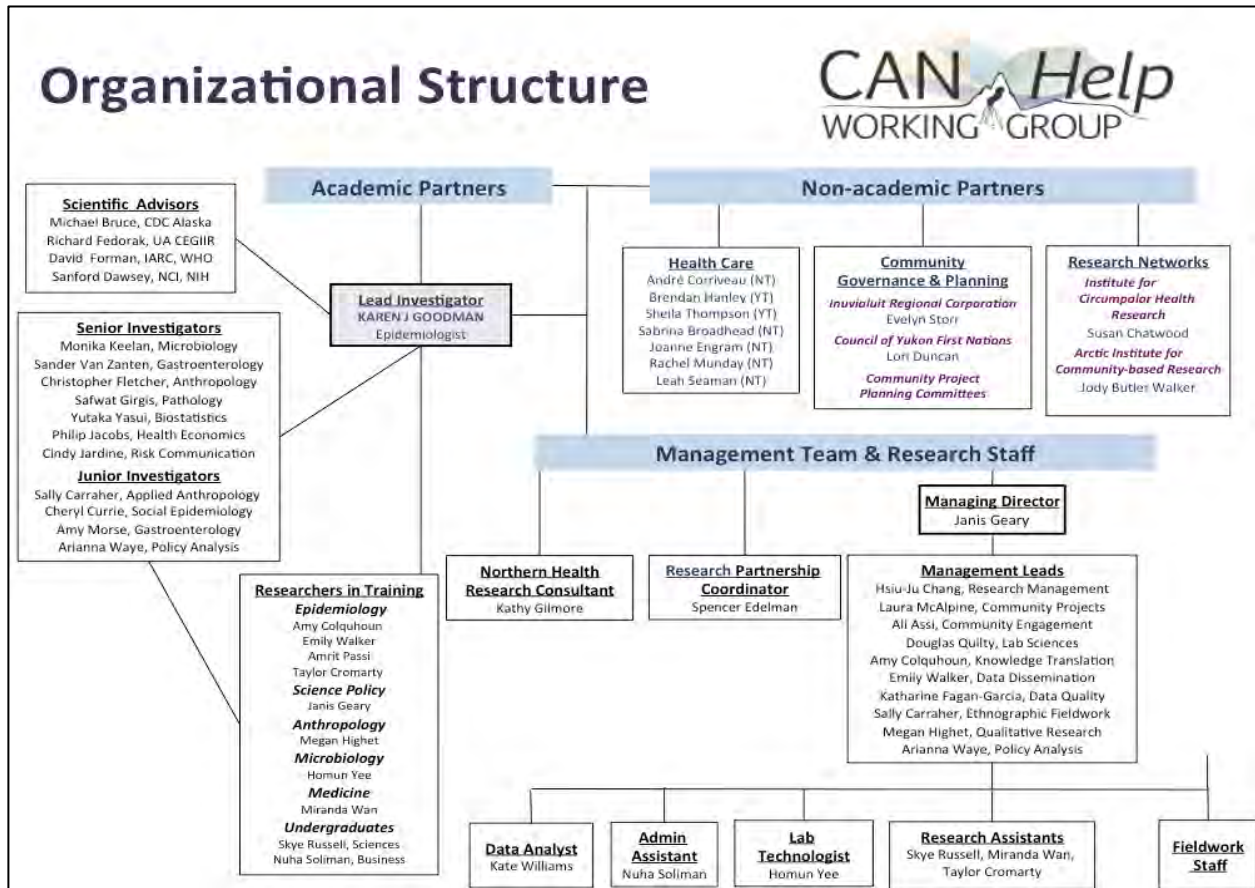 Organizational Structure
CAN Help
WORKING GROUP
Academic Partners
Non-academic Partners
Scientific Advisors
Michael Bruce, CDC Alaska
Richard Fedorak, UA CEGIIR
David Forman, IARC, WHO
Sanford Dawsey, NCI, NIH
Lead Investigator
KAREN J GOODMAN
Epidemiologist
Health Care
André Corriveau (NT)
Brendan Hanley (YT)
Sheila Thompson (YT)
Sabrina Broadhead (NT)
Joanne Engram (NT)
Rachel Munday (NT)
Leah Seaman (NT)
Community
Governance & Planning
Inuvialuit Regional Corporation
Evelyn Storr
Council of Yukon First Nations
Lori Duncan
Community Project
Planning Committees
Research Networks
Institute for
Circumpolar Health
Research
Susan Chatwood
Arctic Institute for
Community-based Research
Jody Butler Walker
Senior Investigators
Monika Keelan, Microbiology
Sander Van Zanten, Gastroenterology
Christopher Fletcher, Anthropology
Safwat Girgis, Pathology
Yutaka Yasui, Biostatistics
Philip Jacobs, Health Economics
Cindy Jardine, Risk Communication
Junior Investigators
Sally Carraher, Applied Anthropology
Cheryl Currie, Social Epidemiology
Amy Morse, Gastroenterology
Arianna Waye, Policy Analysis
Management Team & Research Staff
Managing Director
Janis Geary
Researchers in Training
Epidemiology
Amy Colquhoun
Emily Walker
Amrit Passi
Taylor Cromarty
Science Policy
Janis Geary
Anthropology
Megan Highet
Microbiology
Homun Yee
Medicine
Miranda Wan
Undergraduates
Skye Russell, Sciences
Nuha Soliman, Business
Northern Health
Research Consultant
Kathy Gilmore
Research Partnership
Coordinator
Spencer Edelman
Management Leads
Hsiu-Ju Chang, Research Management
Laura McAlpine, Community Projects
Ali Assi, Community Engagement
Douglas Quilty, Lab Sciences
Amy Colquhoun, Knowledge Translation
Emily Walker, Data Dissemination
Katharine Fagan-Garcia, Data Quality
Sally Carraher, Ethnographic Fieldwork
Megan Highet, Qualitative Research
Arianna Waye, Policy Analysis
Data Analyst
Kate Williams
Admin
Assistant
Nuha Soliman
Lab
Technologist
Homun Yee
Research Assistants
Skye Russell, Miranda Wan,
Taylor Cromarty
Fieldwork
Staff